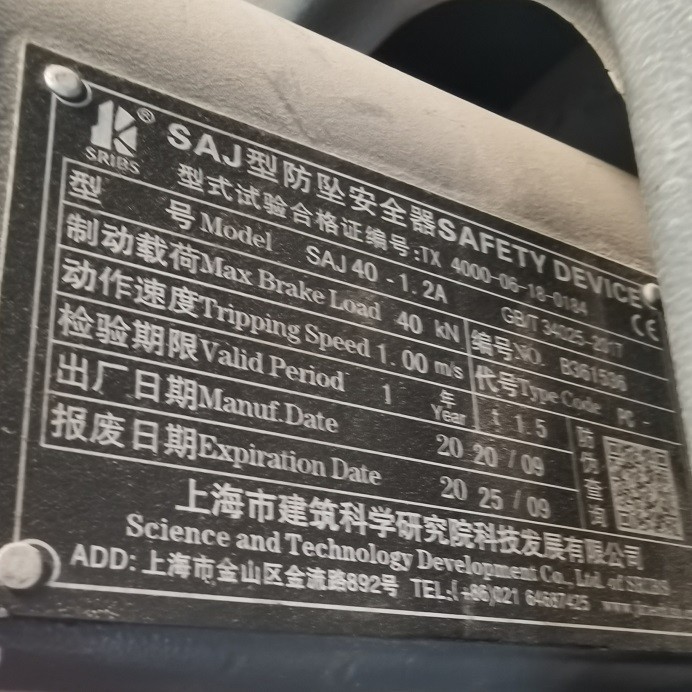 SRIBS
®
SAJ型防坠安全器SAFETY DEVICE
型式试验合格证编号:TX 4000-06-18-0184
型 号Model SAJ40-1.2A GB/T 34025-2017 CE
制动载荷Max Brake Load 40 kN 编号NO. B361596
动作速度Tripping Speed 1.00 m/s 代号Type Code PC -
检验期限Valid Period 1 年 Year t 1.5
出厂日期Manuf.Date 20 20 / 09
报废日期Expiration Date 20 25 / 09
防伪查询
上海市建筑科学研究院科技发展有限公司
Science and Technology Development Co., Ltd. of SRIBS
ADD: 上海市金山区金流路892号 TEL:(+86)021 64687425